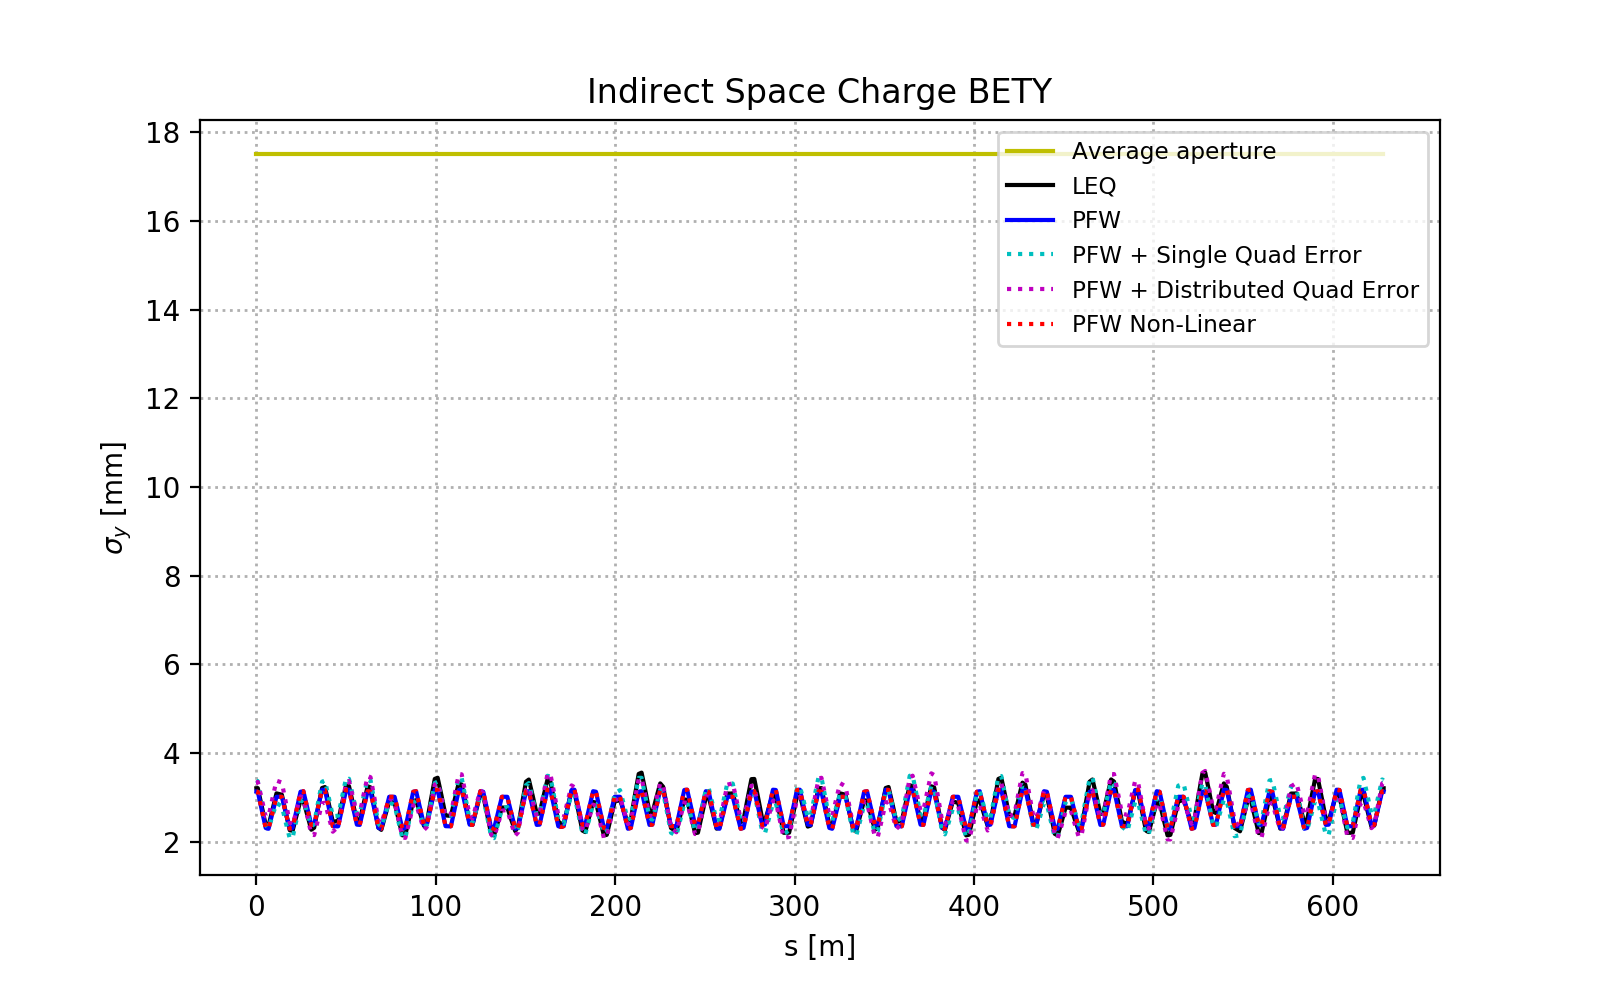 Indirect Space Charge BETY
18
16
14
12
10
8
6
4
2
σy [mm]
Average aperture
LEQ
PFW
PFW + Single Quad Error
PFW + Distributed Quad Error
PFW Non-Linear
0 100 200 300 400 500 600
s [m]